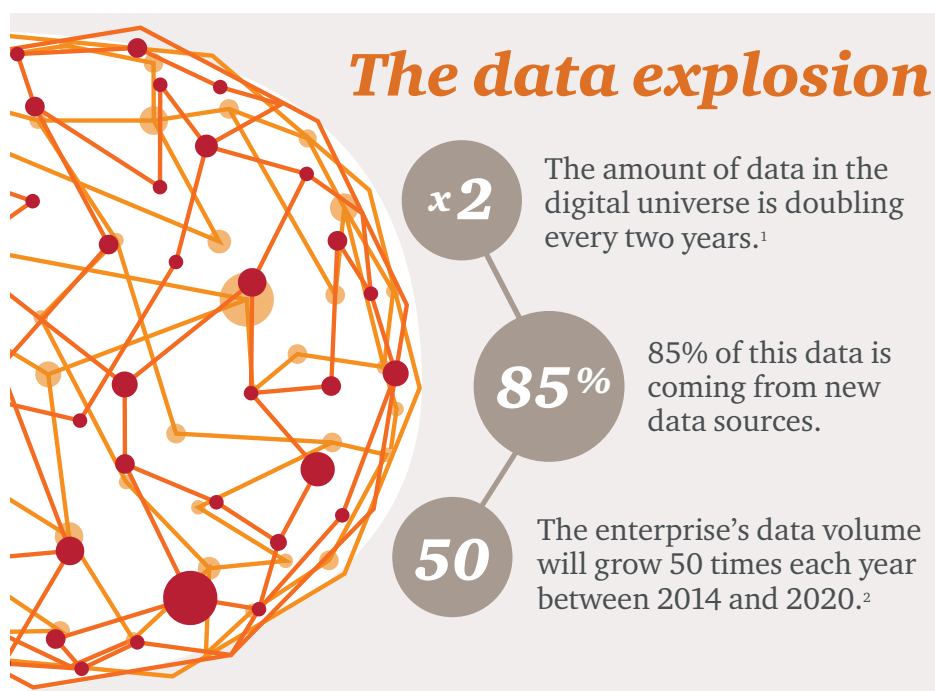 The data explosion
x2
The amount of data in the
digital universe is doubling
every two years.¹
85%
85% of this data is
coming from new
data sources.
50
The enterprise’s data volume
will grow 50 times each year
between 2014 and 2020.²